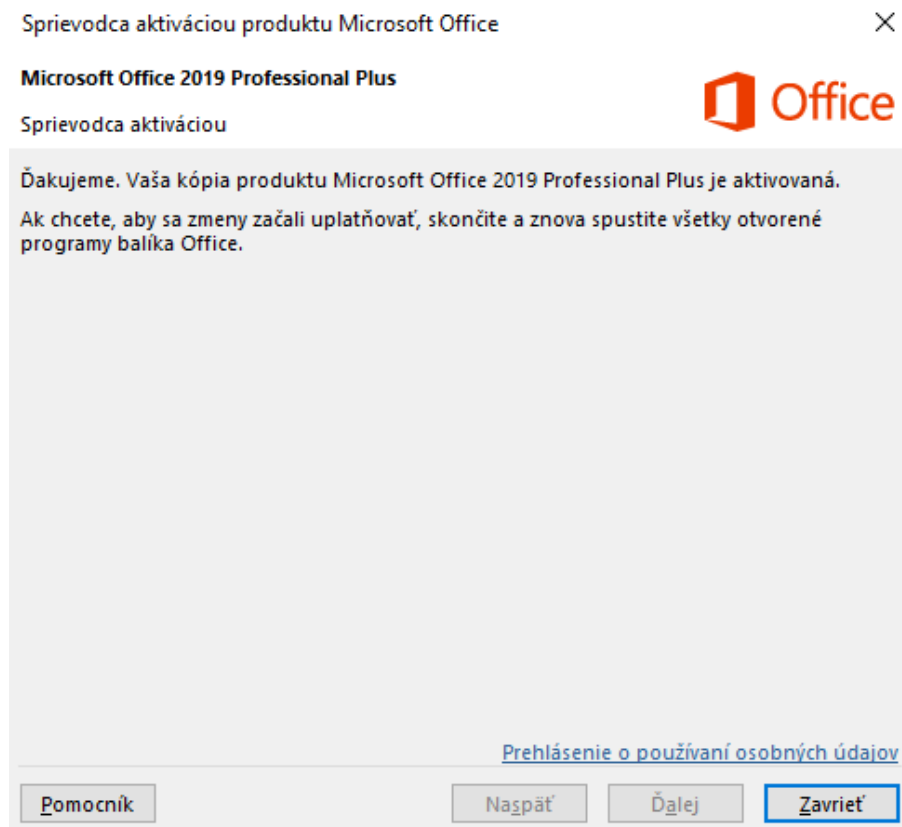 Sprievodca aktiváciou produktu Microsoft Office
Microsoft Office 2019 Professional Plus
Office
Sprievodca aktiváciou
Ďakujeme. Vaša kópia produktu Microsoft Office 2019 Professional Plus je aktivovaná.
Ak chcete, aby sa zmeny začali uplatňovať, skončite a znova spustite všetky otvorené
programy balíka Office.
Prehlásenie o používaní osobných údajov
Pomocník
Naspäť
Ďalej
Zavrieť